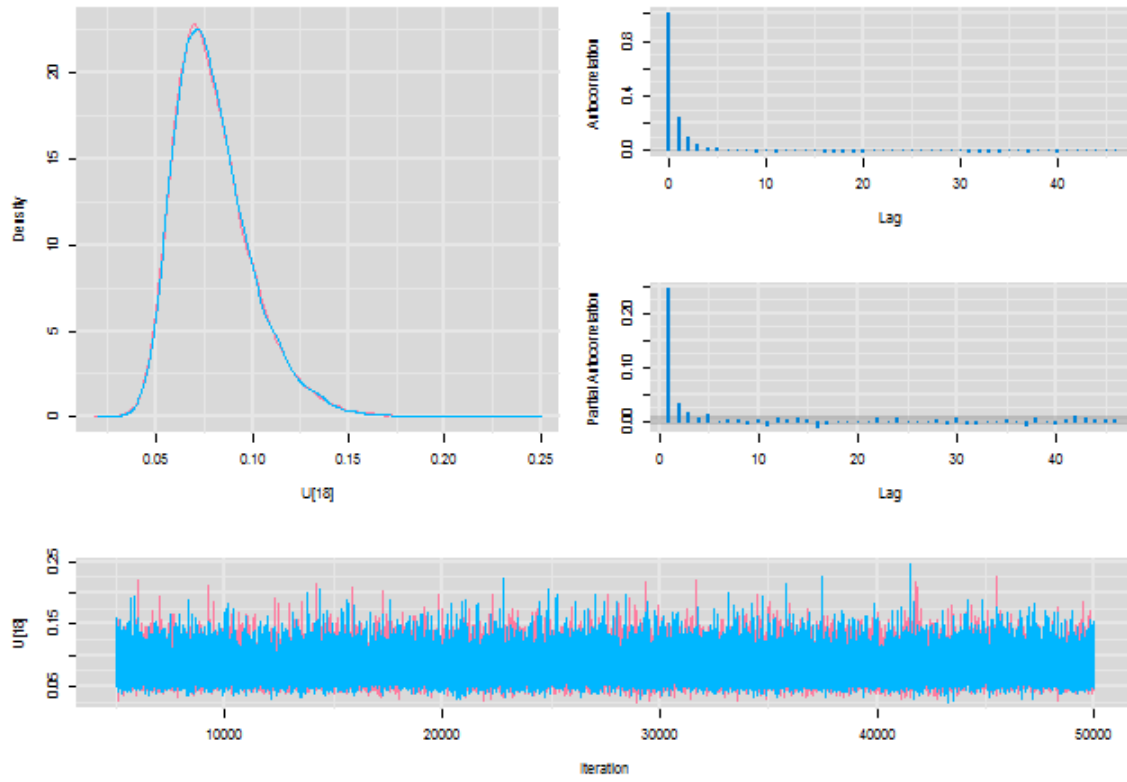 Density
20
15
10
5
0
0.05 0.10 0.15 0.20 0.25
U[18]
Autocorrelation
0.8
0.4
0.0
0 10 20 30 40
Lag
Partial Autocorrelation
0.20
0.10
0.00
0 10 20 30 40
Lag
U[18]
0.25
0.15
0.05
10000 20000 30000 40000 50000
Iteration